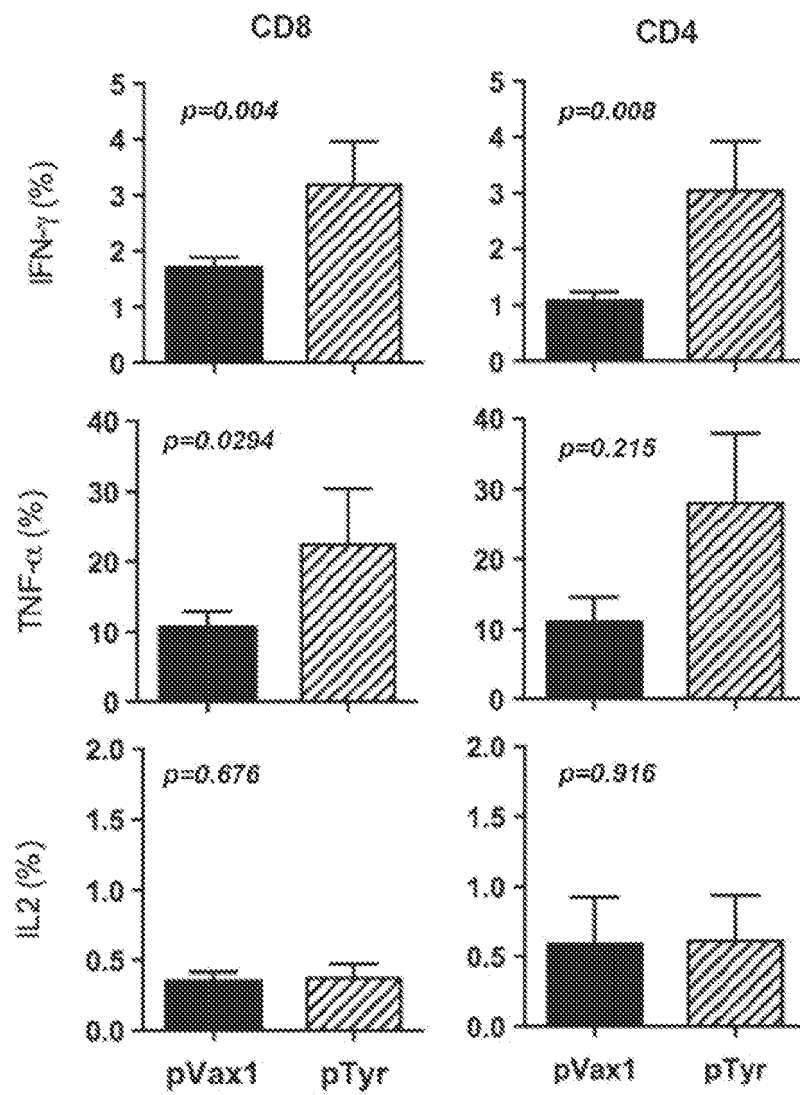 CD8
CD4
IFN-γ (%)
5
4
3
2
1
0
p=0.004
5
4
3
2
1
0
p=0.008
TNF-α (%)
40
30
20
10
0
p=0.0294
40
30
20
10
0
p=0.215
IL2 (%)
2.0
1.5
1.0
0.5
0.0
p=0.676
2.0
1.5
1.0
0.5
0.0
p=0.916
pVax1 pTyr
pVax1 pTyr